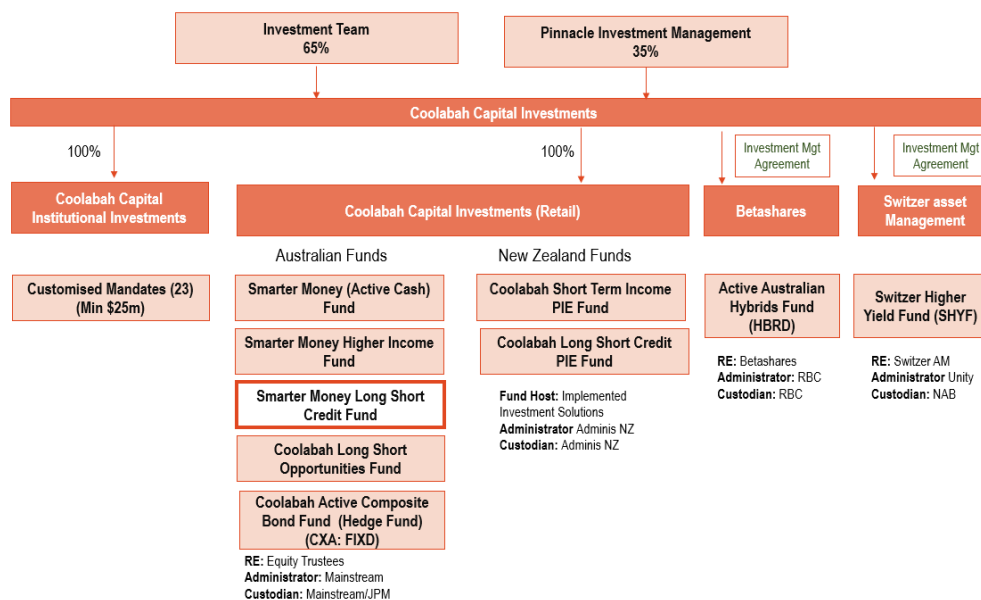 Investment Team
65%
Pinnacle Investment Management
35%
Coolabah Capital Investments
100%
100%
Investment Mgt
Agreement
Investment Mgt
Agreement
Coolabah Capital
Institutional Investments
Coolabah Capital Investments (Retail)
Betashares
Switzer asset
Management
Australian Funds
New Zealand Funds
Customised Mandates (23)
(Min $25m)
Smarter Money (Active Cash)
Fund
Smarter Money Higher Income
Fund
Smarter Money Long Short
Credit Fund
Coolabah Long Short
Opportunities Fund
Coolabah Active Composite
Bond Fund (Hedge Fund)
(CXA: FIXD)
RE: Equity Trustees
Administrator: Mainstream
Custodian: Mainstream/JPM
Coolabah Short Term Income
PIE Fund
Coolabah Long Short Credit
PIE Fund
Fund Host: Implemented
Investment Solutions
Administrator Adminis NZ
Custodian: Adminis NZ
Active Australian
Hybrids Fund
(HBRD)
RE: Betashares
Administrator: RBC
Custodian: RBC
Switzer Higher
Yield Fund (SHYF)
RE: Switzer AM
Administrator Unity
Custodian: NAB